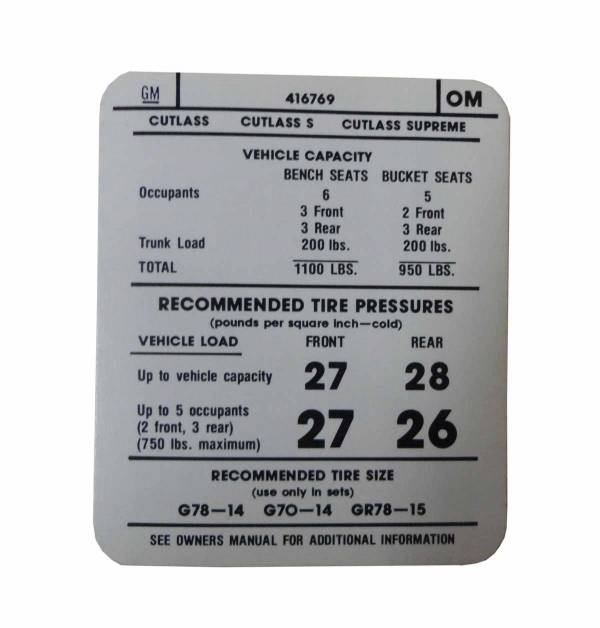 GM 416769 OM
CUTLASS CUTLASS S CUTLASS SUPREME
VEHICLE CAPACITY
BENCH SEATS BUCKET SEATS
Occupants 6 5
3 Front 2 Front
3 Rear 3 Rear
Trunk Load 200 lbs. 200 lbs.
TOTAL 1100 LBS. 950 LBS.
RECOMMENDED TIRE PRESSURES
(pounds per square inch—cold)
VEHICLE LOAD FRONT REAR
Up to vehicle capacity 27 28
Up to 5 occupants
(2 front, 3 rear) 27 26
(750 lbs. maximum)
RECOMMENDED TIRE SIZE
(use only in sets)
G78—14 G70—14 GR78—15
SEE OWNERS MANUAL FOR ADDITIONAL INFORMATION